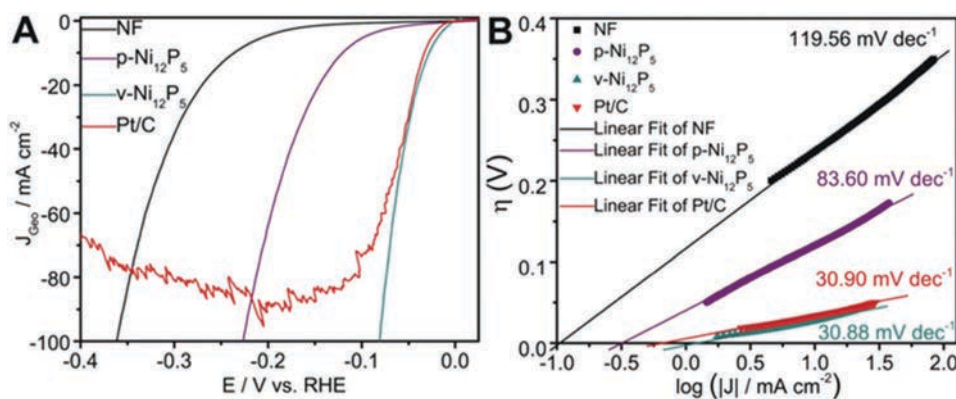 A
NF
p-Ni₁₂P₅
v-Ni₁₂P₅
Pt/C
0
-20
-40
-60
-80
-100
J_Geo / mA cm⁻²
-0.4
-0.3
-0.2
-0.1
0.0
E / V vs. RHE
B
NF
p-Ni₁₂P₅
v-Ni₁₂P₅
Pt/C
Linear Fit of NF
Linear Fit of p-Ni₁₂P₅
Linear Fit of v-Ni₁₂P₅
Linear Fit of Pt/C
119.56 mV dec⁻¹
83.60 mV dec⁻¹
30.90 mV dec⁻¹
30.88 mV dec⁻¹
0.4
0.3
0.2
0.1
0.0
η (V)
-1.0
-0.5
0.0
0.5
1.0
1.5
2.0
log (|J| / mA cm⁻²)